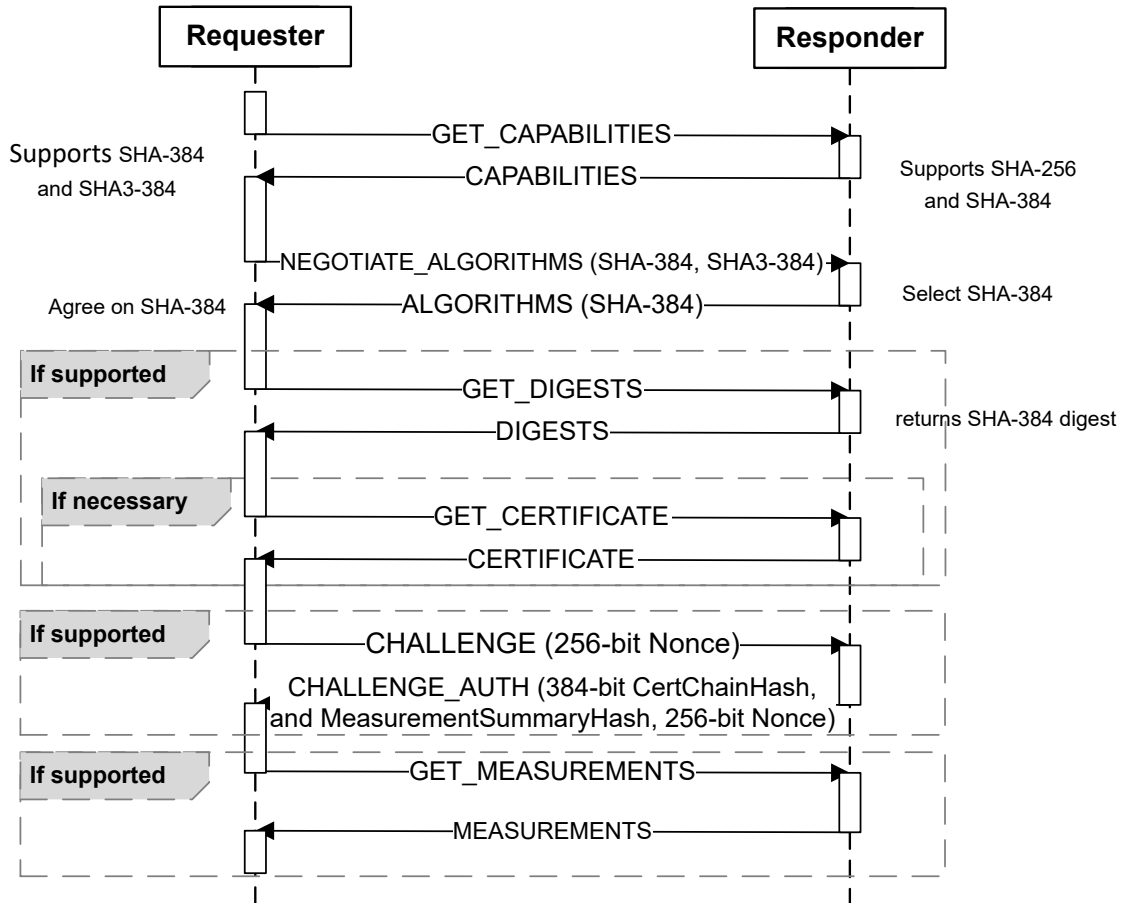 Requester
Responder
GET_CAPABILITIES
Supports SHA-384
and SHA3-384
CAPABILITIES
Supports SHA-256
and SHA-384
NEGOTIATE_ALGORITHMS (SHA-384, SHA3-384)
Agree on SHA-384
ALGORITHMS (SHA-384)
Select SHA-384
If supported
GET_DIGESTS
DIGESTS
returns SHA-384 digest
If necessary
GET_CERTIFICATE
CERTIFICATE
If supported
CHALLENGE (256-bit Nonce)
CHALLENGE_AUTH (384-bit CertChainHash,
and MeasurementSummaryHash, 256-bit Nonce)
If supported
GET_MEASUREMENTS
MEASUREMENTS